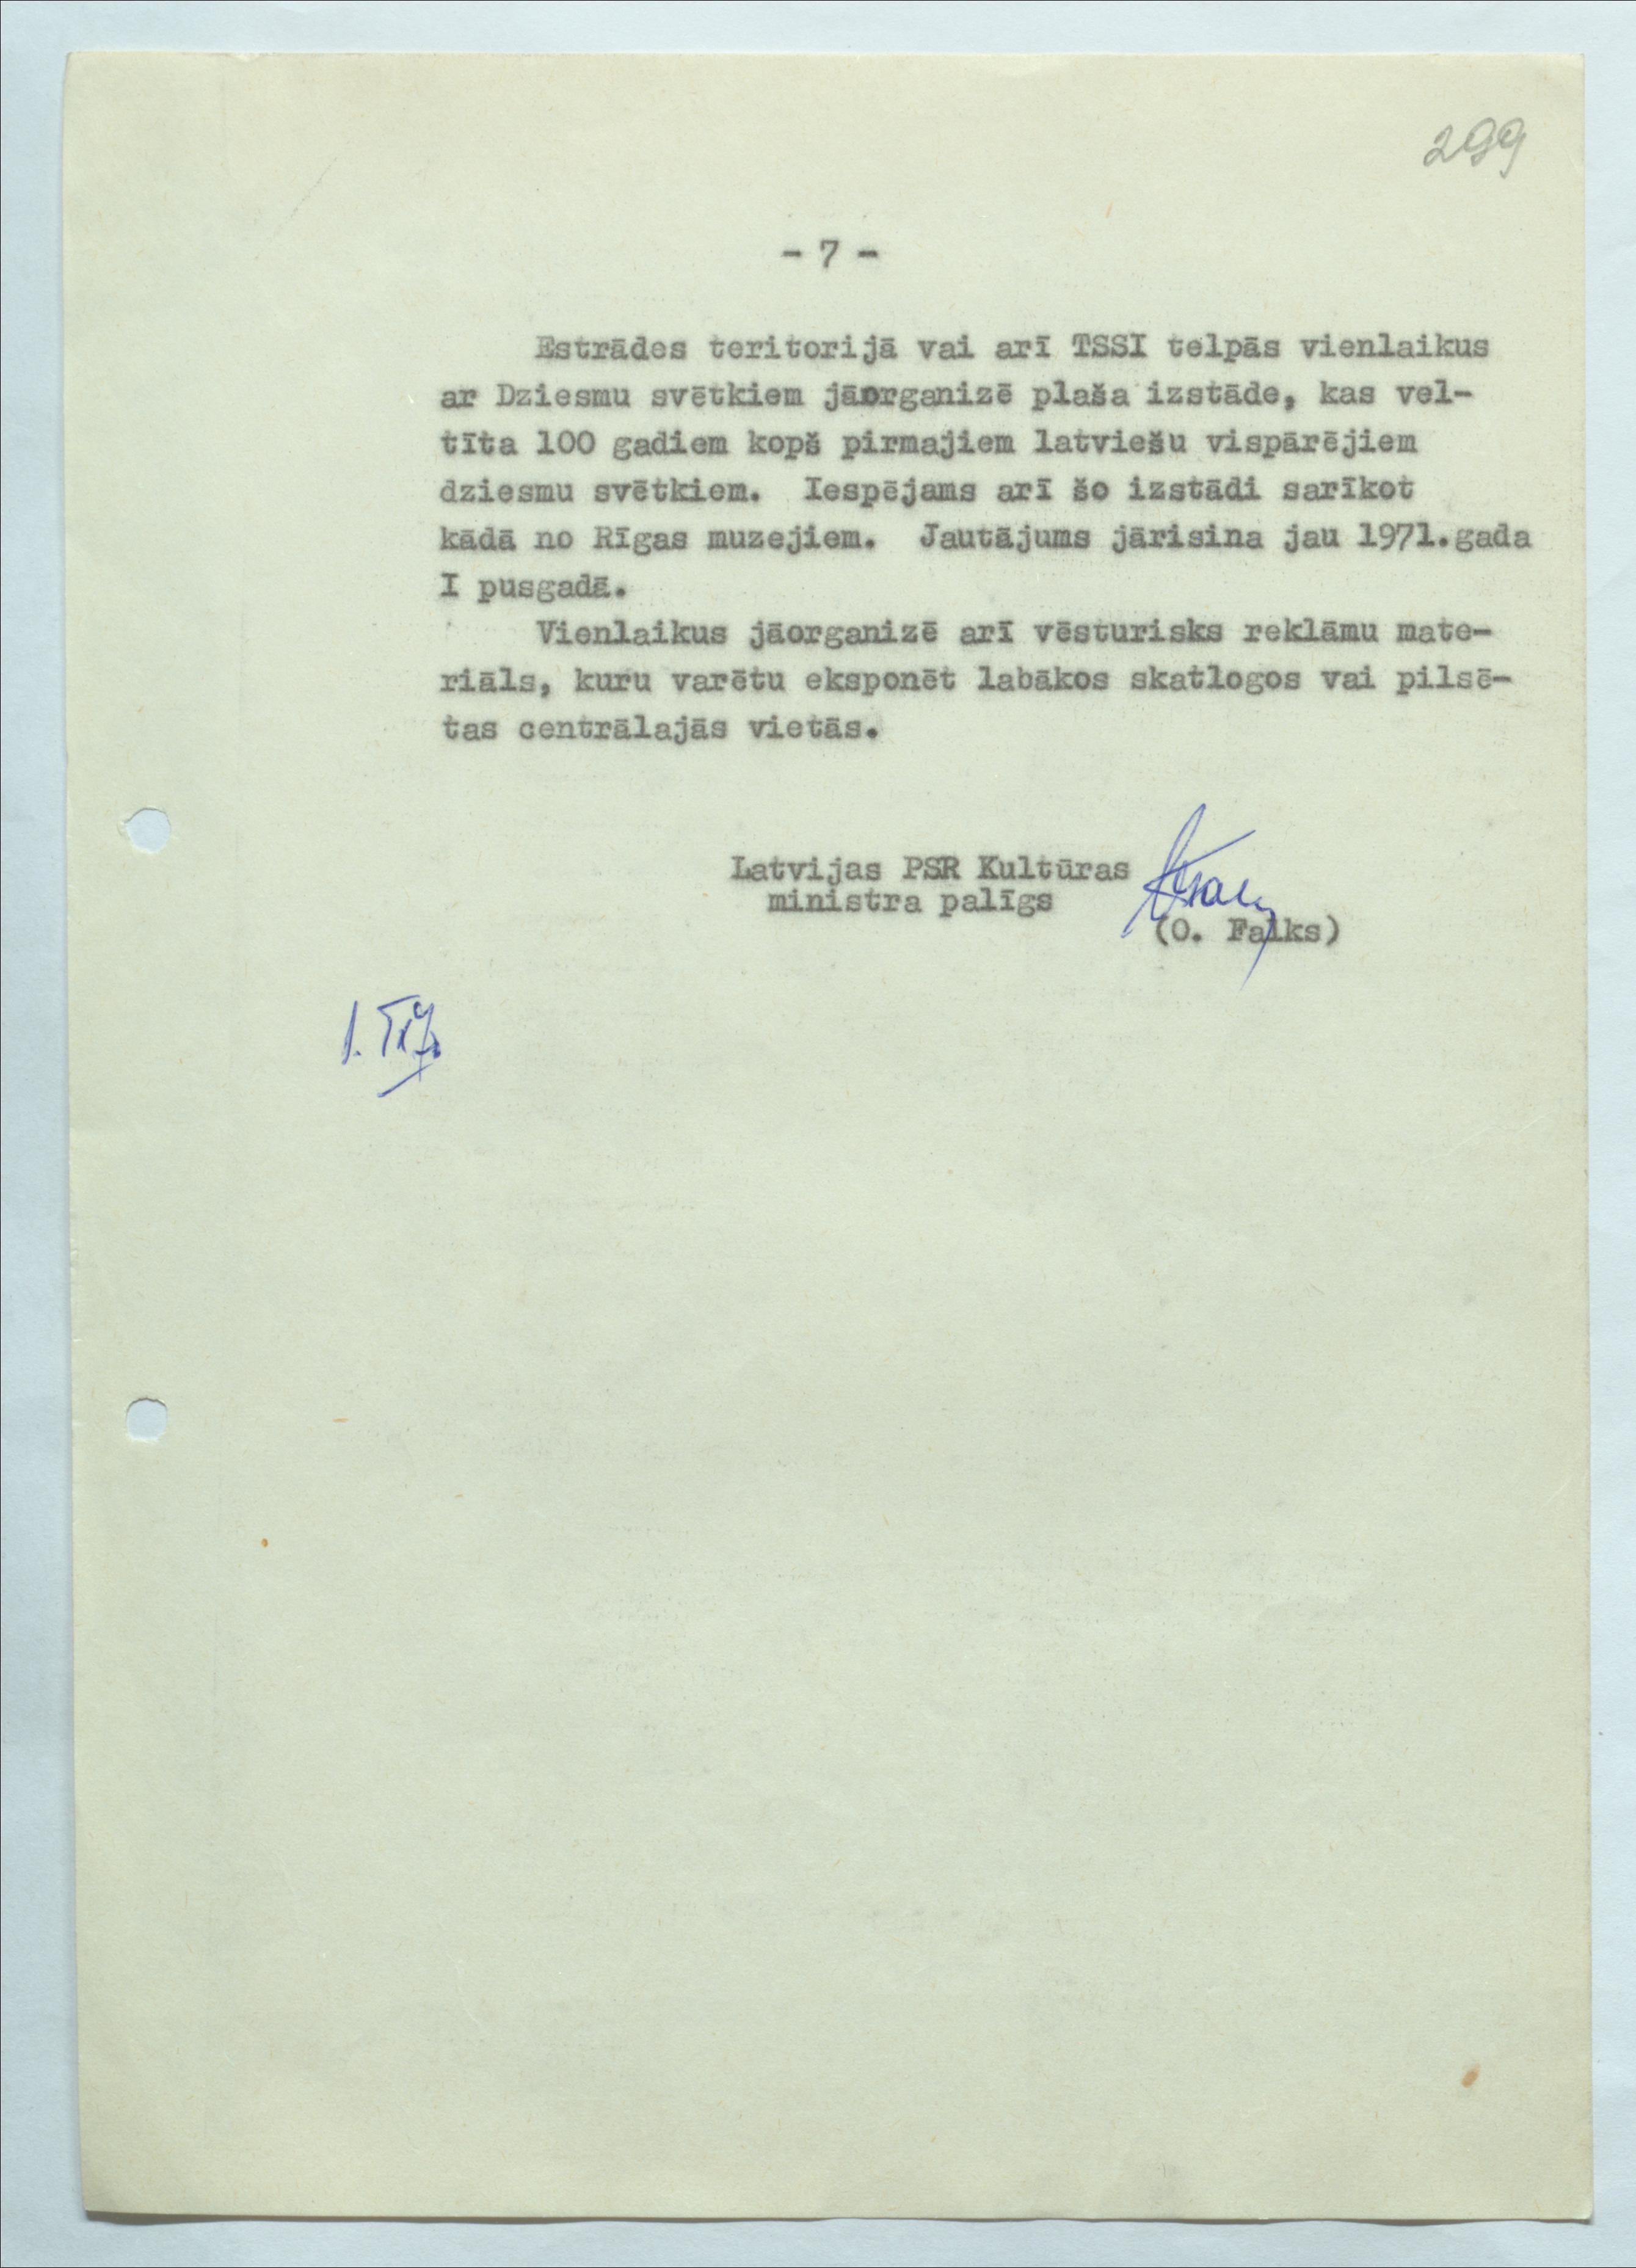 299
- 7 -
Estrādes teritorijā vai arī TSSI telpās vienlaikus
ar Dziesmu svētkiem jāorganizē plaša izstāde, kas vel-
tīta 100 gadiem kopš pirmajiem latviešu vispārējiem
dziesmu svētkiem. Iespējams arī šo izstādi sarīkot
kādā no Rīgas muzejiem. Jautājums jārisina jau 1971.gada
I pusgadā.
Vienlaikus jāorganizē arī vēsturisks reklāmu mate-
riāls, kuru varētu eksponēt labākos skatlogos vai pilsē-
tas centrālajās vietās.
Latvijas PSR Kultūras
ministra palīgs
(O. Falks)